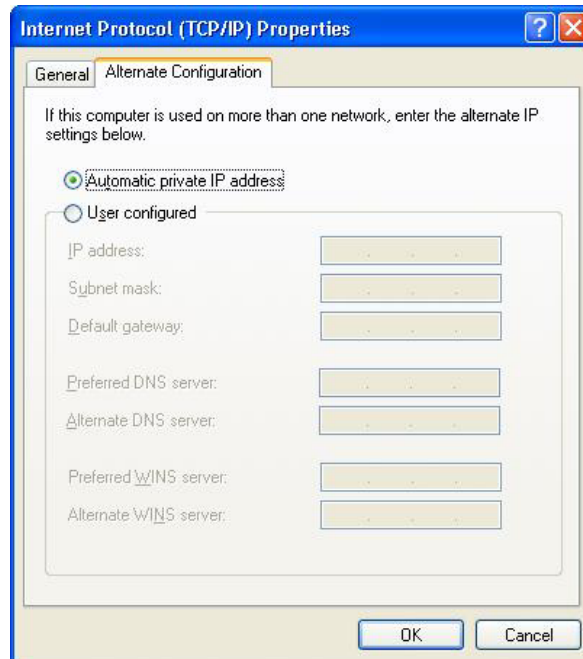 Internet Protocol (TCP/IP) Properties
General
Alternate Configuration
If this computer is used on more than one network, enter the alternate IP
settings below.
Automatic private IP address
User configured
IP address:
Subnet mask:
Default gateway:
Preferred DNS server:
Alternate DNS server:
Preferred WINS server:
Alternate WINS server:
OK
Cancel